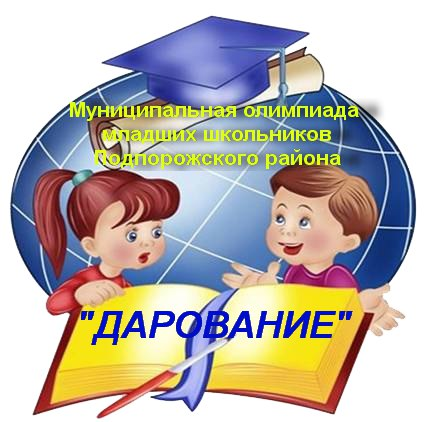 Муниципальная олимпиада
младших школьников
Подпорожского района
"ДАРОВАНИЕ"